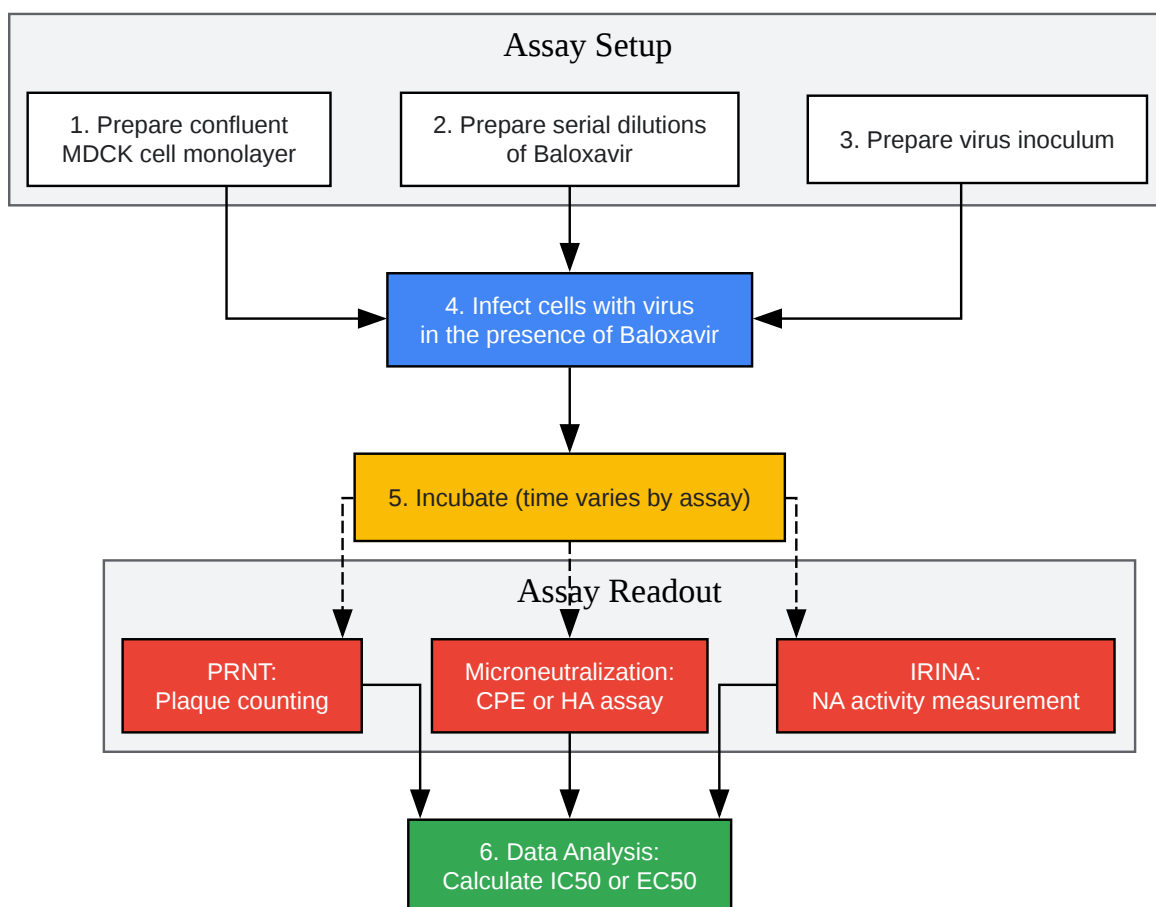 Assay Setup
1. Prepare confluent
MDCK cell monolayer
2. Prepare serial dilutions
of Baloxavir
3. Prepare virus inoculum
4. Infect cells with virus
in the presence of Baloxavir
5. Incubate (time varies by assay)
Assay Readout
PRNT:
Plaque counting
Microneutralization:
CPE or HA assay
IRINA:
NA activity measurement
6. Data Analysis:
Calculate IC50 or EC50